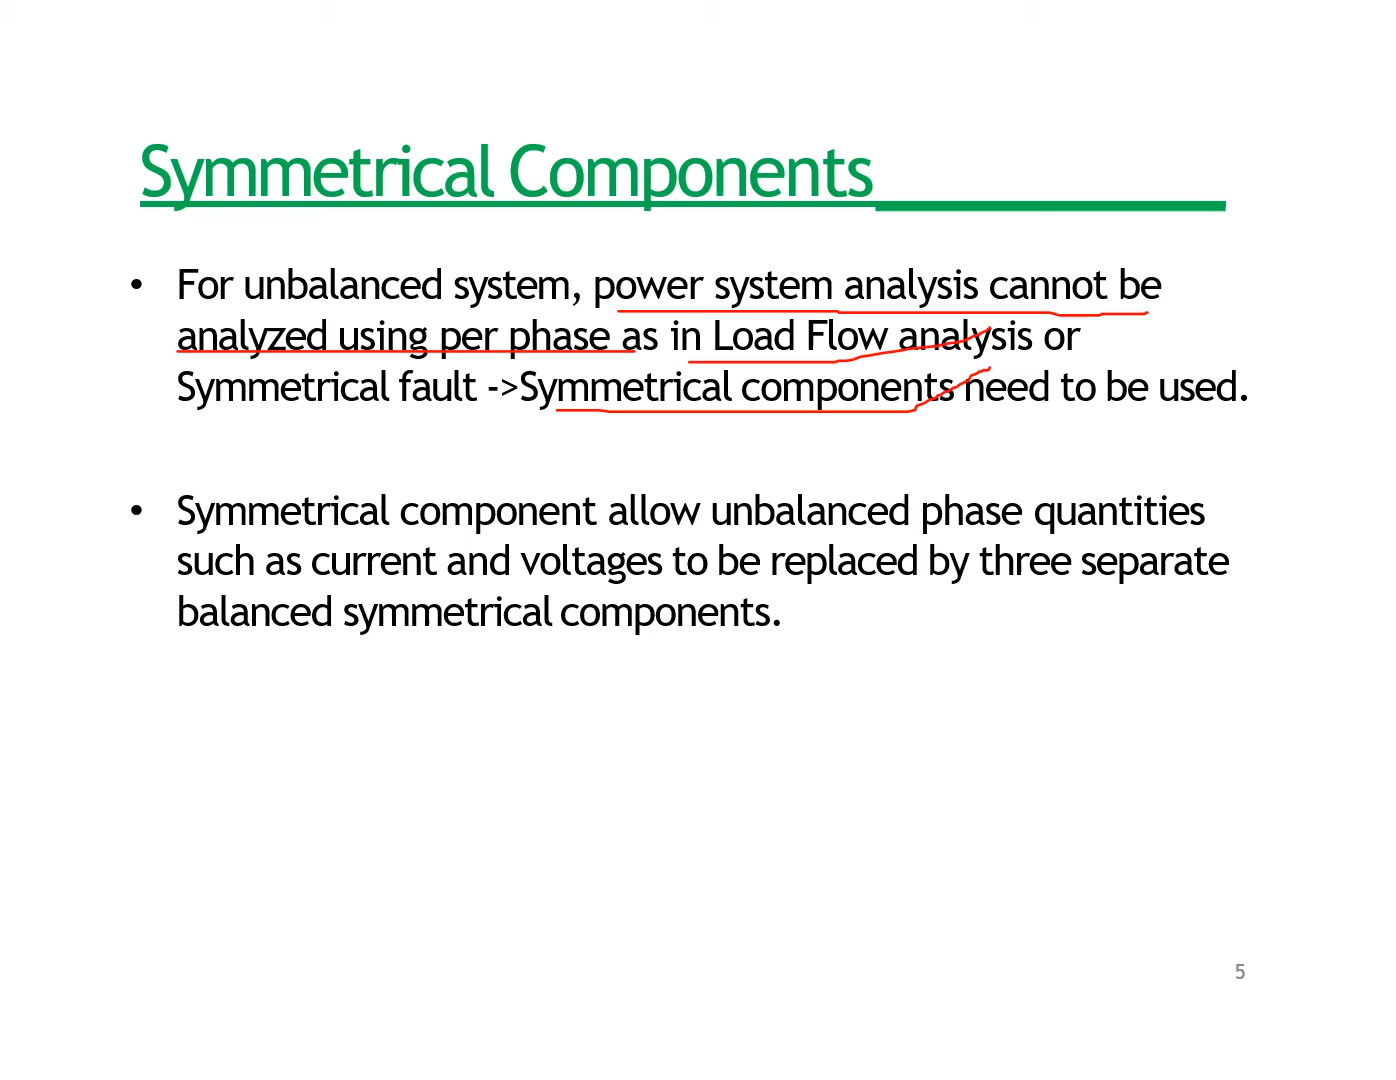 Symmetrical Components
• For unbalanced system, power system analysis cannot be
analyzed using per phase as in Load Flow analysis or
Symmetrical fault ->Symmetrical components need to be used.
• Symmetrical component allow unbalanced phase quantities
such as current and voltages to be replaced by three separate
balanced symmetrical components.
5